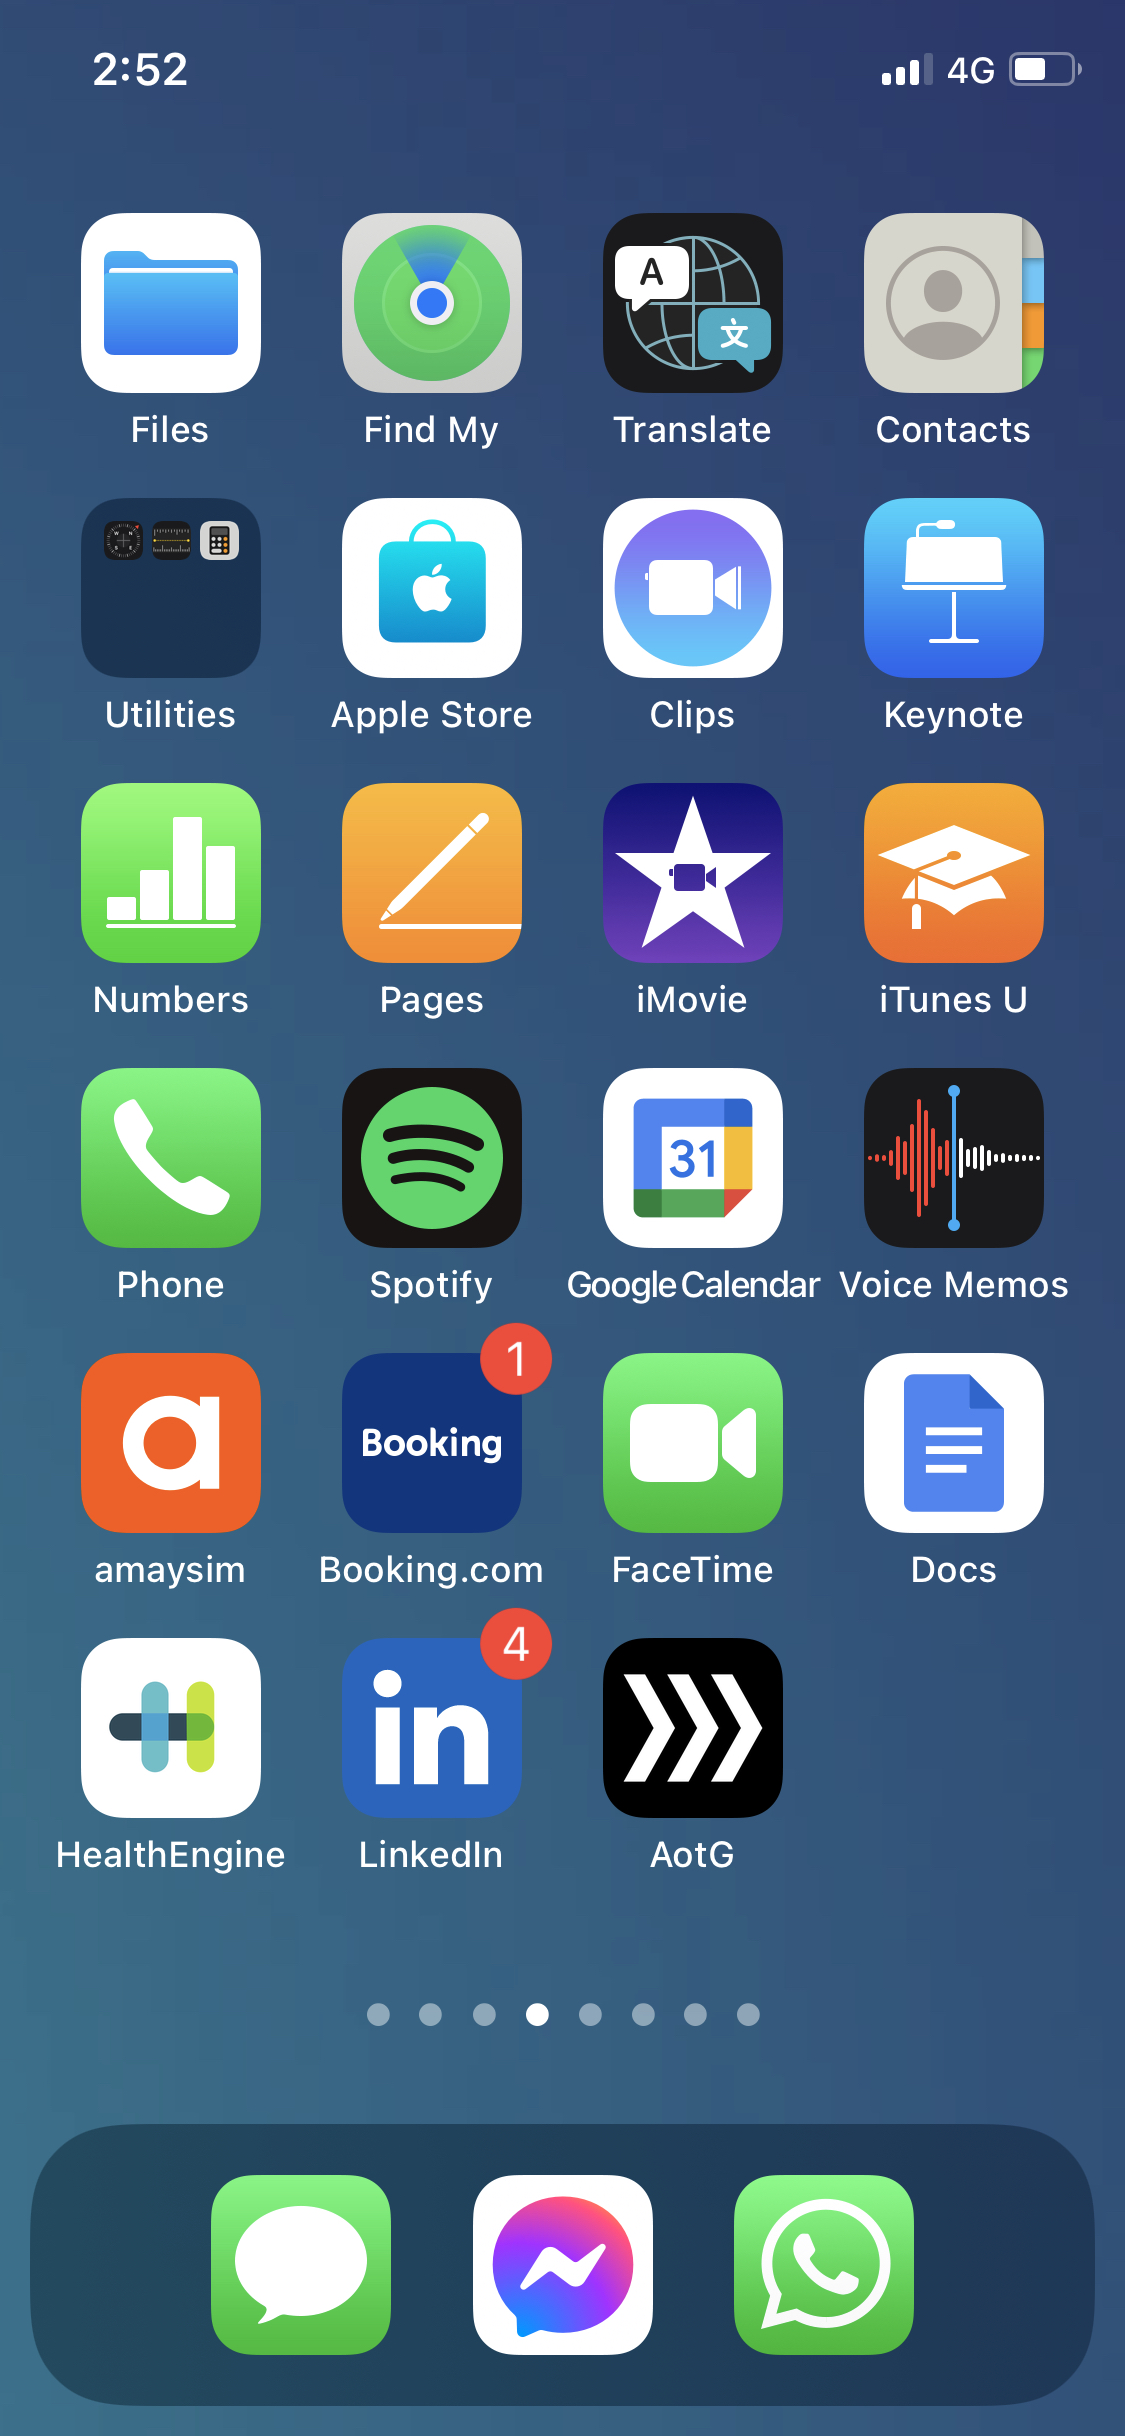 2:52 4G
A
文
Files Find My Translate Contacts
Utilities Apple Store Clips Keynote
Numbers Pages iMovie iTunes U
31
Phone Spotify Google Calendar Voice Memos
1
a Booking
amaysim Booking.com FaceTime Docs
4
in
HealthEngine LinkedIn AotG